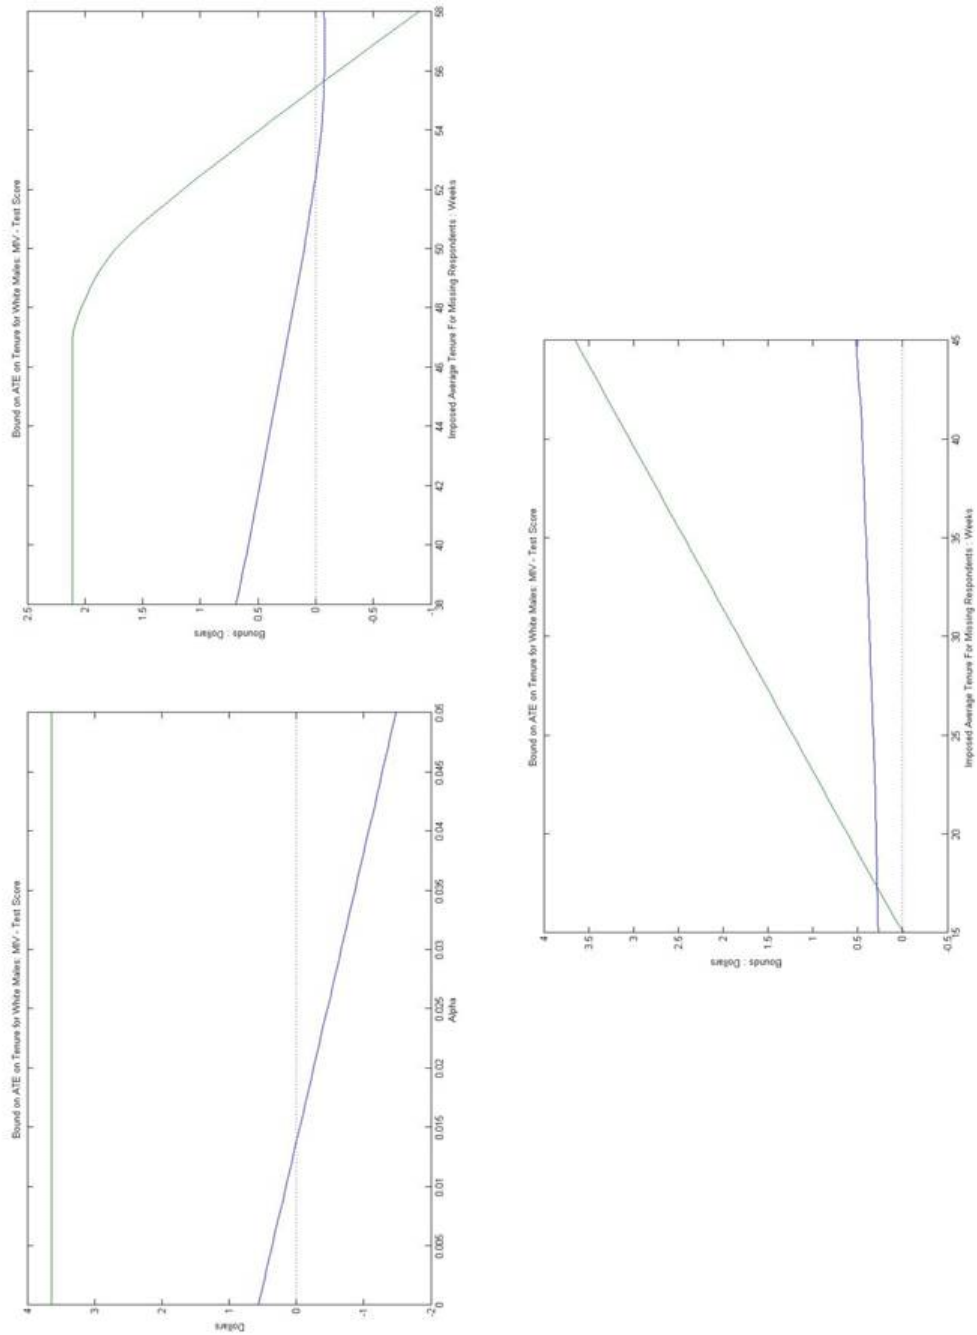 Bound on ATE on Tenure for White Males: MIV - Test Score
4
3
2
1
0
-1
-2
Dollars
0 0.005 0.01 0.015 0.02 0.025 0.03 0.035 0.04 0.045 0.05
Alpha
Bound on ATE on Tenure for White Males: MIV - Test Score
2.5
2
1.5
1
0.5
0
-0.5
-1
Bounds : Dollars
38 40 42 44 46 48 50 52 54 56 58
Imposed Average Tenure For Missing Respondents : Weeks
Bound on ATE on Tenure for White Males: MIV - Test Score
4
3.5
3
2.5
2
1.5
1
0.5
0
-0.5
Bounds : Dollars
15 20 25 30 35 40 45
Imposed Average Tenure For Missing Respondents : Weeks